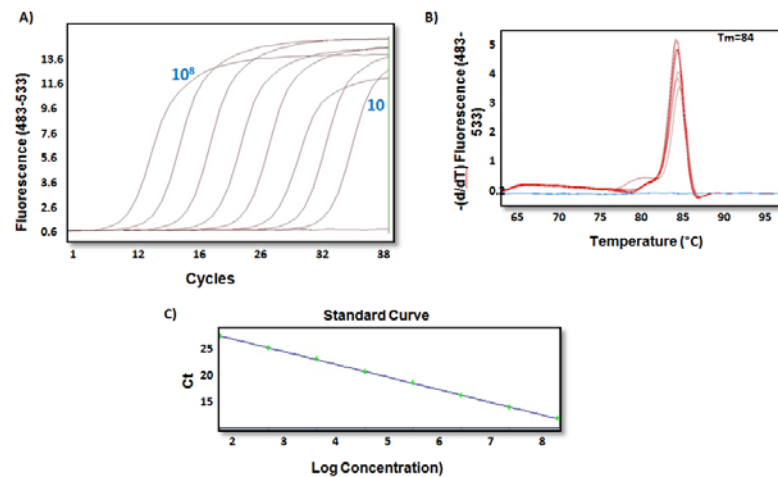 A)
Fluorescence (483-533)
13.6
11.6
9.6
7.6
5.6
2.6
0.6
10⁸
10
1 12 16 26 32 38
Cycles
B)
Tm=84
-(d/dT) Fluorescence (483-
533)
5
4
3
2
1
0.2
65 70 75 80 85 90 95
Temperature (°C)
C)
Standard Curve
Ct
25
20
15
2 3 4 5 6 7 8
Log Concentration)